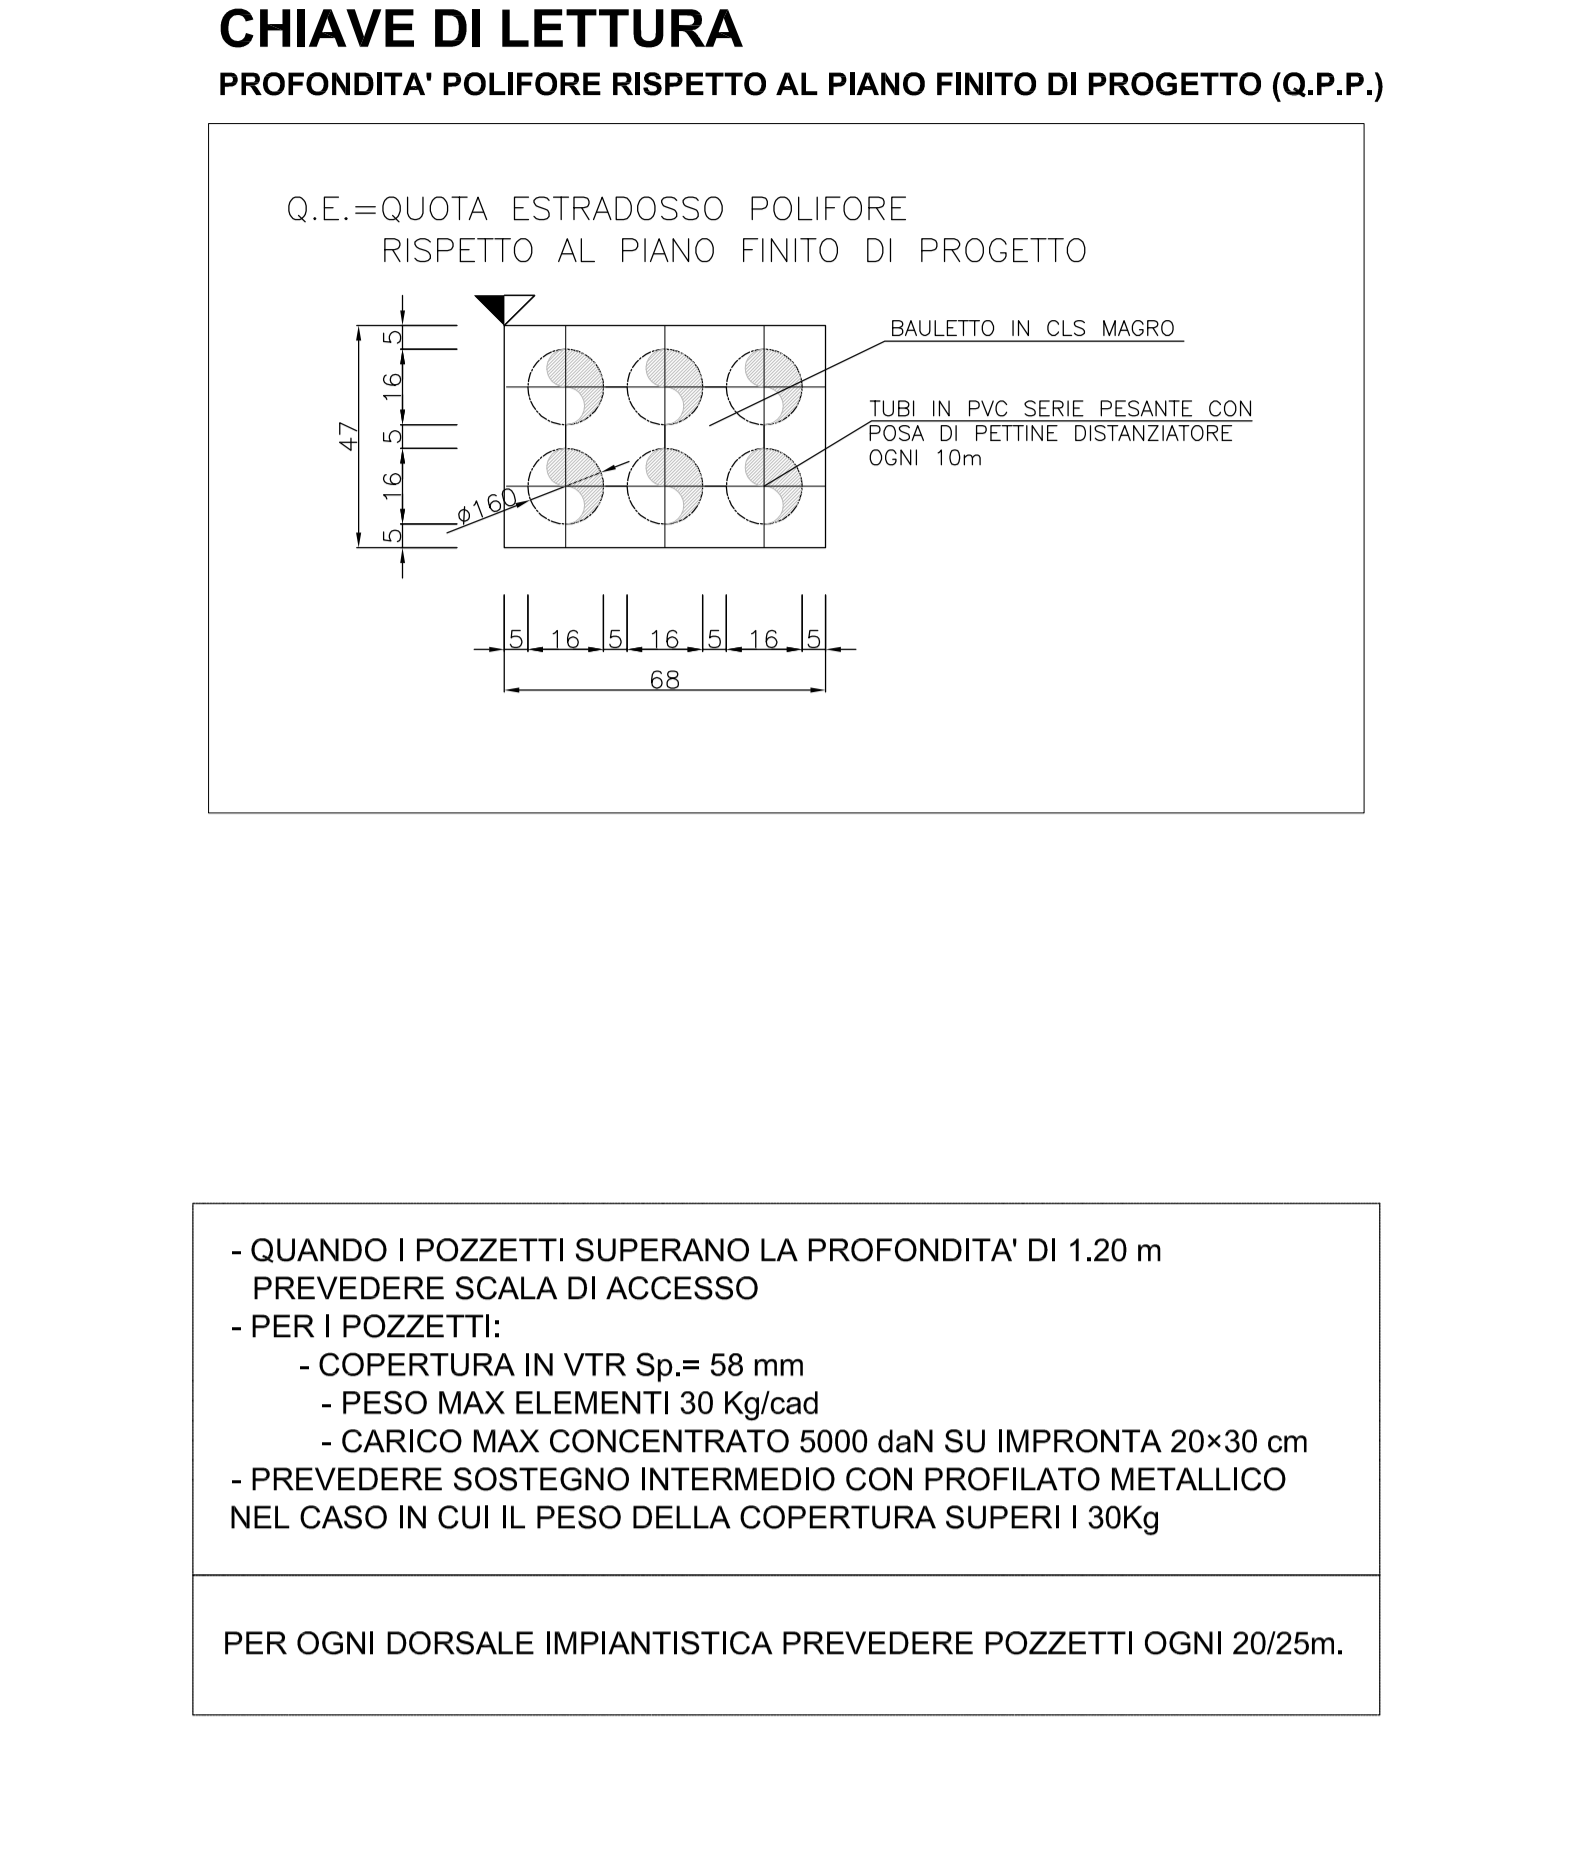 CHIAVE DI LETTURA
PROFONDITA' POLIFORE RISPETTO AL PIANO FINITO DI PROGETTO (Q.P.P.)
Q.E.=QUOTA ESTRADOSSO POLIFORE
RISPETTO AL PIANO FINITO DI PROGETTO
BAULETTO IN CLS MAGRO
TUBI IN PVC SERIE PESANTE CON
POSA DI PETTINE DISTANZIATORE
OGNI 10m
5
16
5
16
5
47
ø160
5 16 5 16 5 16 5
68
- QUANDO I POZZETTI SUPERANO LA PROFONDITA' DI 1.20 m
PREVEDERE SCALA DI ACCESSO
- PER I POZZETTI:
- COPERTURA IN VTR Sp.= 58 mm
- PESO MAX ELEMENTI 30 Kg/cad
- CARICO MAX CONCENTRATO 5000 daN SU IMPRONTA 20×30 cm
- PREVEDERE SOSTEGNO INTERMEDIO CON PROFILATO METALLICO
NEL CASO IN CUI IL PESO DELLA COPERTURA SUPERI I 30Kg
PER OGNI DORSALE IMPIANTISTICA PREVEDERE POZZETTI OGNI 20/25m.